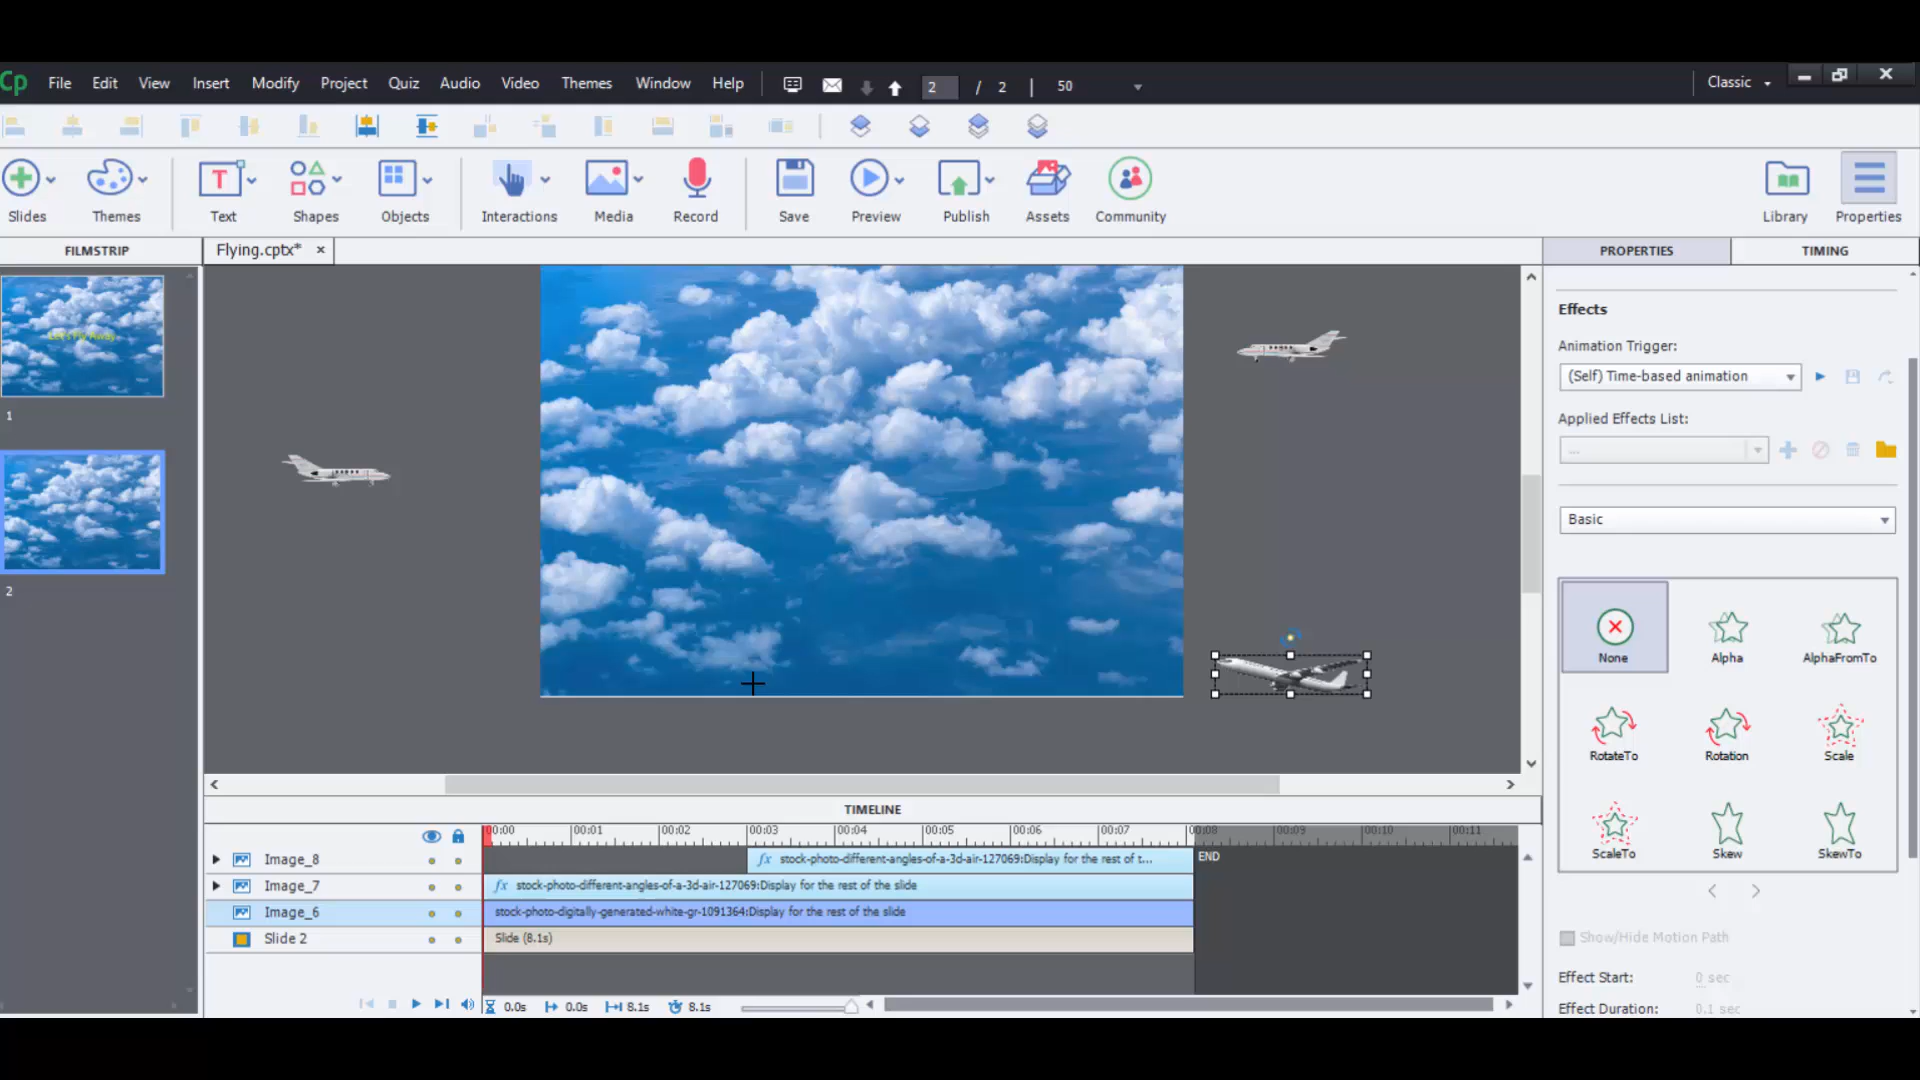 Cp File Edit View Insert Modify Project Quiz Audio Video Themes Window Help 2 / 2 50 Classic
Slides Themes Text Shapes Objects Interactions Media Record Save Preview Publish Assets Community Library Properties
FILMSTRIP Flying.cptx* PROPERTIES TIMING
Let's Fly Away
1
2
Effects
Animation Trigger:
(Self) Time-based animation
Applied Effects List:
...
Basic
None Alpha AlphaFromTo
RotateTo Rotation Scale
ScaleTo Skew SkewTo
Show/Hide Motion Path
Effect Start: 0 sec
Effect Duration: 0.1 sec
TIMELINE
00:00 00:01 00:02 00:03 00:04 00:05 00:06 00:07 00:08 00:09 00:10 00:11
Image_8 fx stock-photo-different-angles-of-a-3d-air-127069:Display for the rest of t... END
Image_7 fx stock-photo-different-angles-of-a-3d-air-127069:Display for the rest of the slide
Image_6 stock-photo-digitally-generated-white-gr-1091364:Display for the rest of the slide
Slide 2 Slide (8.1s)
0.0s 0.0s 8.1s 8.1s